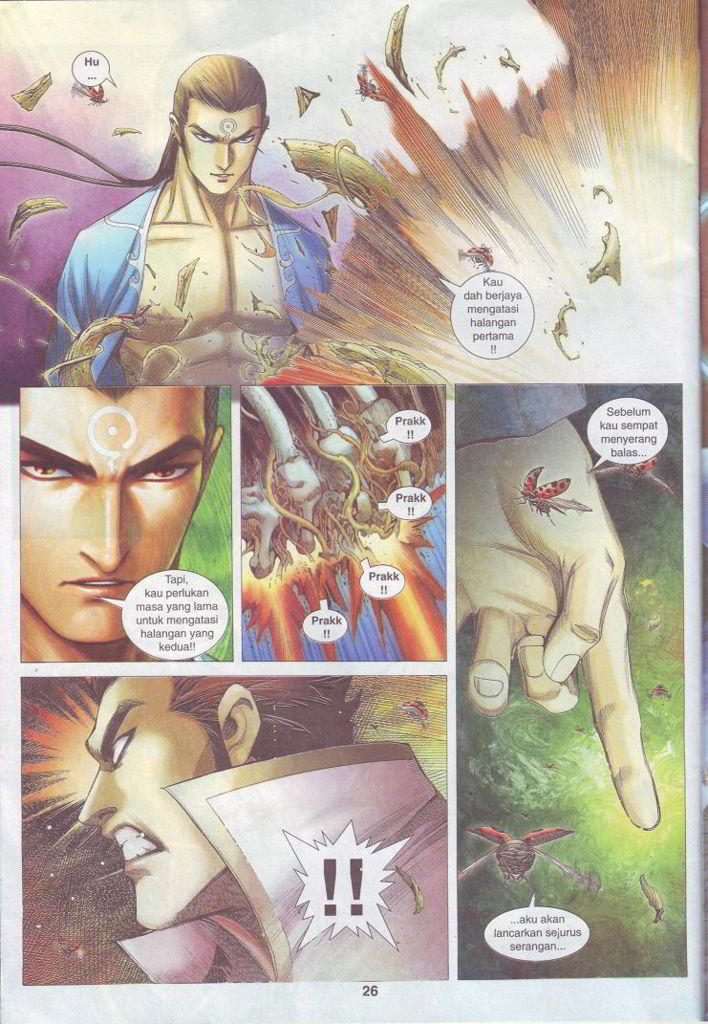 Hu
...
Kau
dah berjaya
mengatasi
halangan
pertama
!!
Tapi,
kau perlukan
masa yang lama
untuk mengatasi
halangan yang
kedua!!
Prakk
!!
Prakk
!!
Prakk
!!
Prakk
!!
Sebelum
kau sempat
menyerang
balas...
!!
...aku akan
lancarkan sejurus
serangan...
26